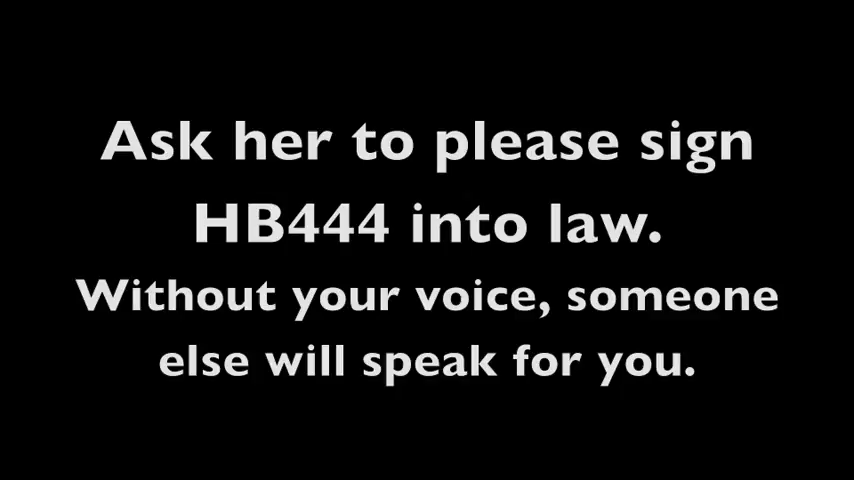 Ask her to please sign
HB444 into law.
Without your voice, someone
else will speak for you.